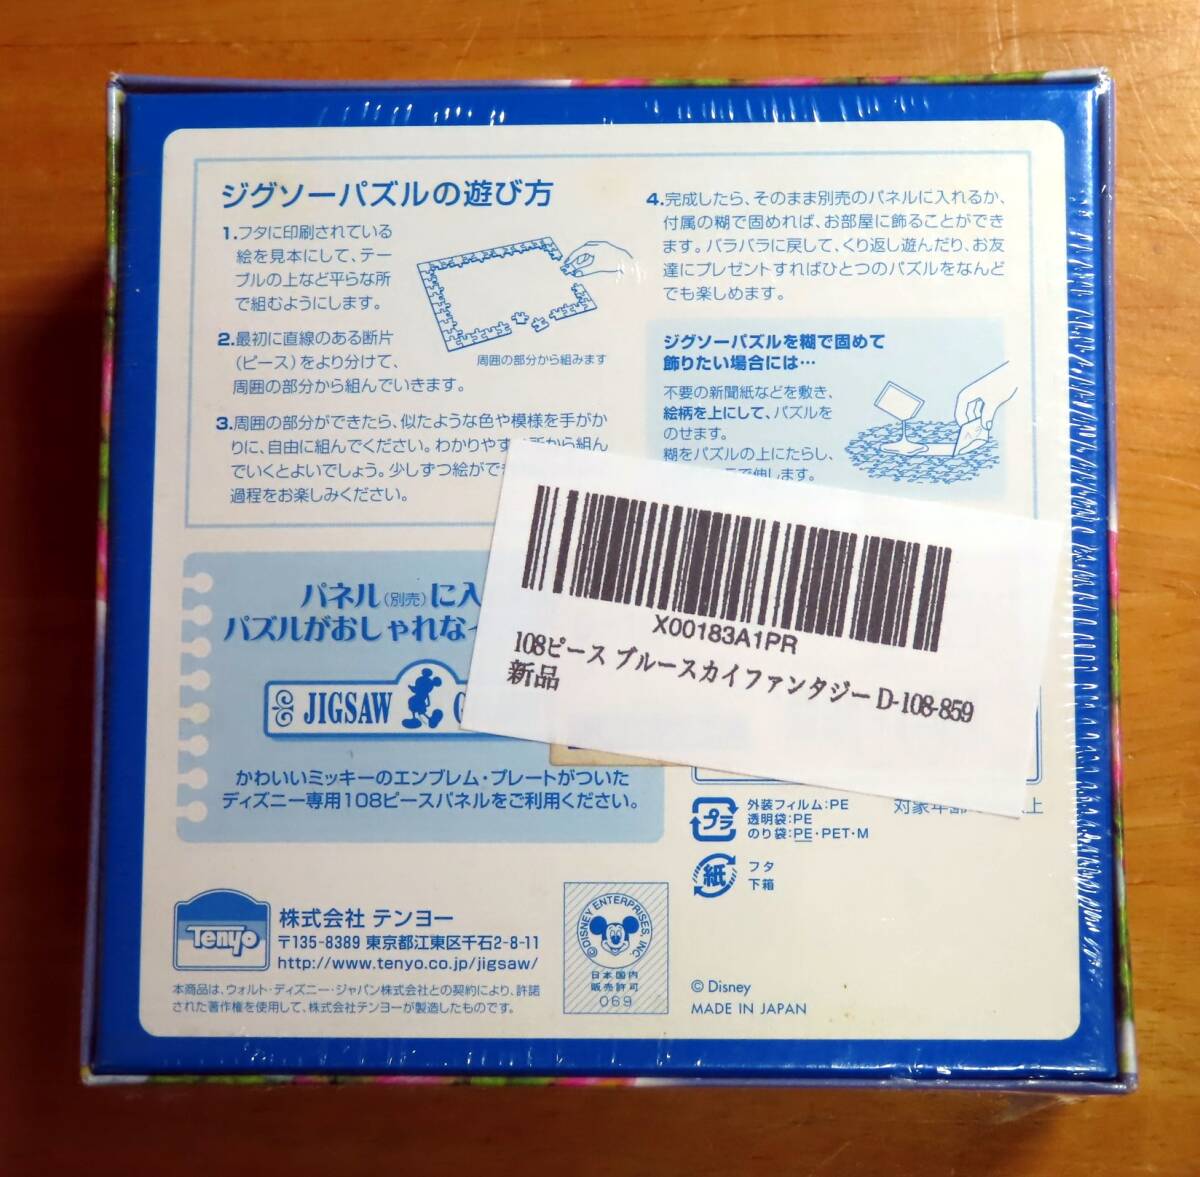 ジグソーパズルの遊び方
1.フタに印刷されている
絵を見本にして、テー
ブルの上など平らな所
で組むようにします。
2.最初に直線のある断片
(ピース)をより分けて、
周囲の部分から組んでいきます。
周囲の部分から組みます
3.周囲の部分ができたら、似たような色や模様を手がか
りに、自由に組んでください。わかりやす
所から組ん
でいくとよいでしょう。少しずつ絵ができ
過程をお楽しみください。
4.完成したら、そのまま別売のパネルに入れるか、
付属の糊で固めれば、お部屋に飾ることができ
ます。バラバラに戻して、くり返し遊んだり、お友
達にプレゼントすればひとつのパズルをなんど
でも楽しめます。
ジグソーパズルを糊で固めて
飾りたい場合には…
不要の新聞紙などを敷き、
絵柄を上にして、パズルを
のせます。
糊をパズルの上にたらし、
で伸します。
パネル(別売)に入
パズルがおしゃれな
JIGSAW
かわいいミッキーのエンブレム・プレートがついた
ディズニー専用108ピースパネルをご利用ください。
X00183A1PR
108ピース ブルースカイファンタジー D-108-859
新品
対象年齢
上
プラ
外装フィルム:PE
透明袋:PE
のり袋:PE・PET・M
紙
フタ
下箱
Tenyo
株式会社 テンヨー
〒135-8389 東京都江東区千石2-8-11
http://www.tenyo.co.jp/jigsaw/
本商品は、ウォルト・ディズニー・ジャパン株式会社との契約により、許諾
された著作権を使用して、株式会社テンヨーが製造したものです。
©DISNEY ENTERPRISES, INC.
日本国内
販売許可
069
© Disney
MADE IN JAPAN